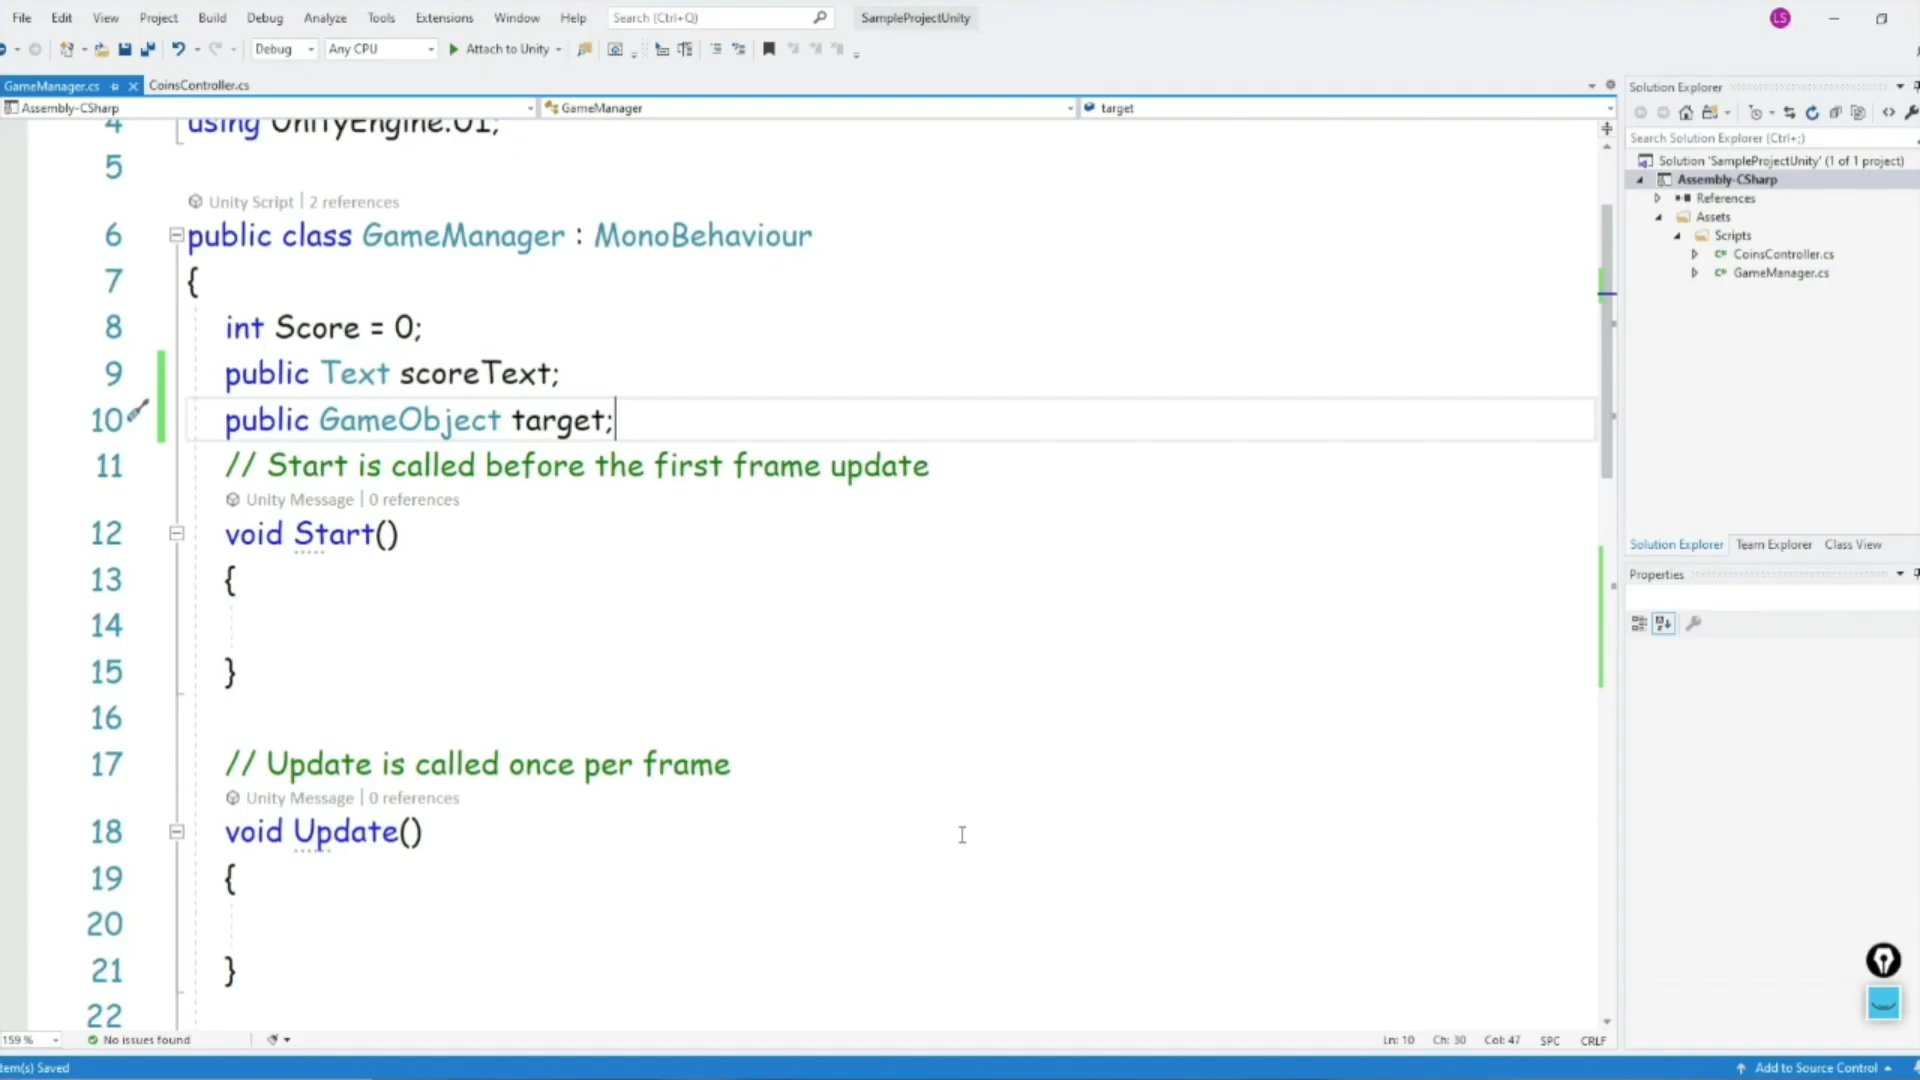 File Edit View Project Build Debug Analyze Tools Extensions Window Help Search (Ctrl+Q) SampleProjectUnity LS
Debug Any CPU Attach to Unity
GameManager.cs CoinsController.cs
Assembly-CSharp GameManager target
4 using UnityEngine.UI;
5
Unity Script | 2 references
6 public class GameManager : MonoBehaviour
7 {
8 int Score = 0;
9 public Text scoreText;
10 public GameObject target;
11 // Start is called before the first frame update
Unity Message | 0 references
12 void Start()
13 {
14
15 }
16
17 // Update is called once per frame
Unity Message | 0 references
18 void Update()
19 {
20
21 }
22
159 % No issues found Ln: 10 Ch: 30 Col: 47 SPC CRLF
tem(s) Saved Add to Source Control
Solution Explorer
Search Solution Explorer (Ctrl+;)
Solution 'SampleProjectUnity' (1 of 1 project)
Assembly-CSharp
References
Assets
Scripts
C# CoinsController.cs
C# GameManager.cs
Solution Explorer Team Explorer Class View
Properties